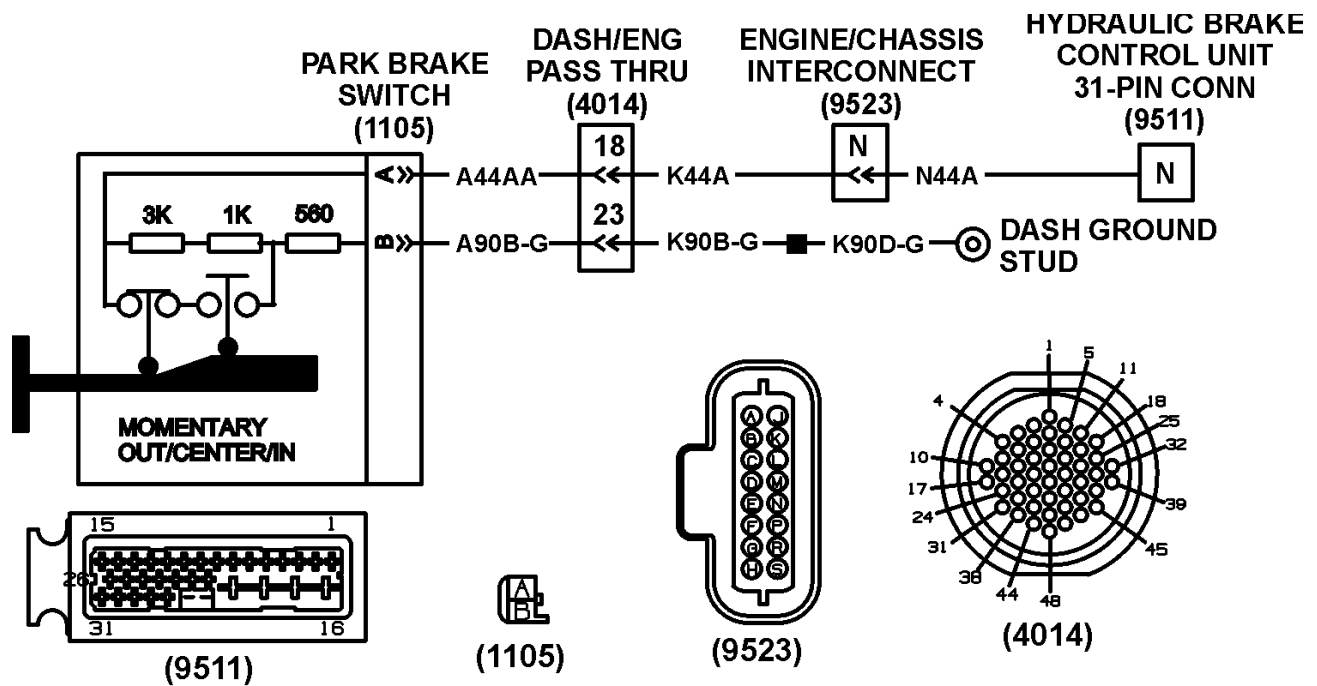 HYDRAULIC BRAKE
CONTROL UNIT
31-PIN CONN
(9511)
DASH/ENG
PASS THRU
(4014)
ENGINE/CHASSIS
INTERCONNECT
(9523)
PARK BRAKE
SWITCH
(1105)
18
N
A
A44AA
K44A
N44A
N
3K
1K
560
23
B
A90B-G
K90B-G
K90D-G
DASH GROUND
STUD
MOMENTARY
OUT/CENTER/IN
15
1
26
31
16
(9511)
A
B
(1105)
A J
B K
C L
D M
E N
F P
G R
H S
(9523)
1
5
11
4
18
25
32
10
17
39
24
31
45
38
44
48
(4014)